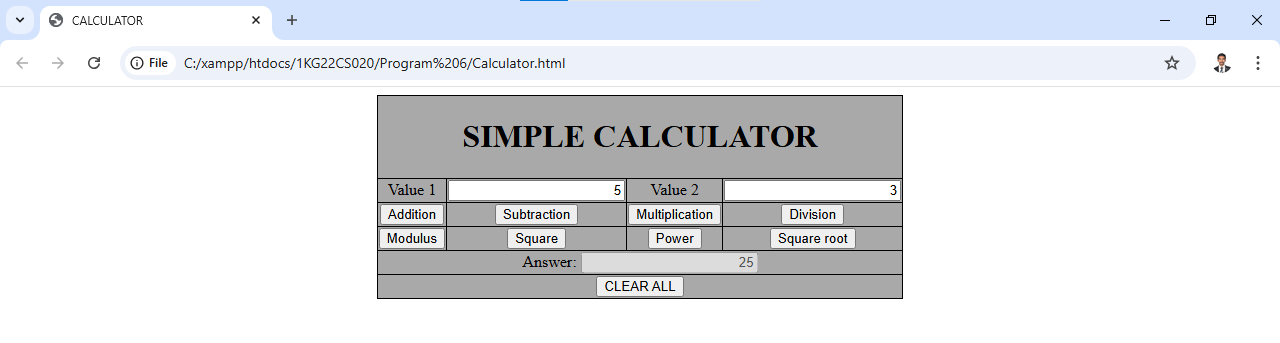 CALCULATOR
File C:/xampp/htdocs/1KG22CS020/Program%206/Calculator.html
SIMPLE CALCULATOR
Value 1 5 Value 2 3
Addition Subtraction Multiplication Division
Modulus Square Power Square root
Answer: 25
CLEAR ALL